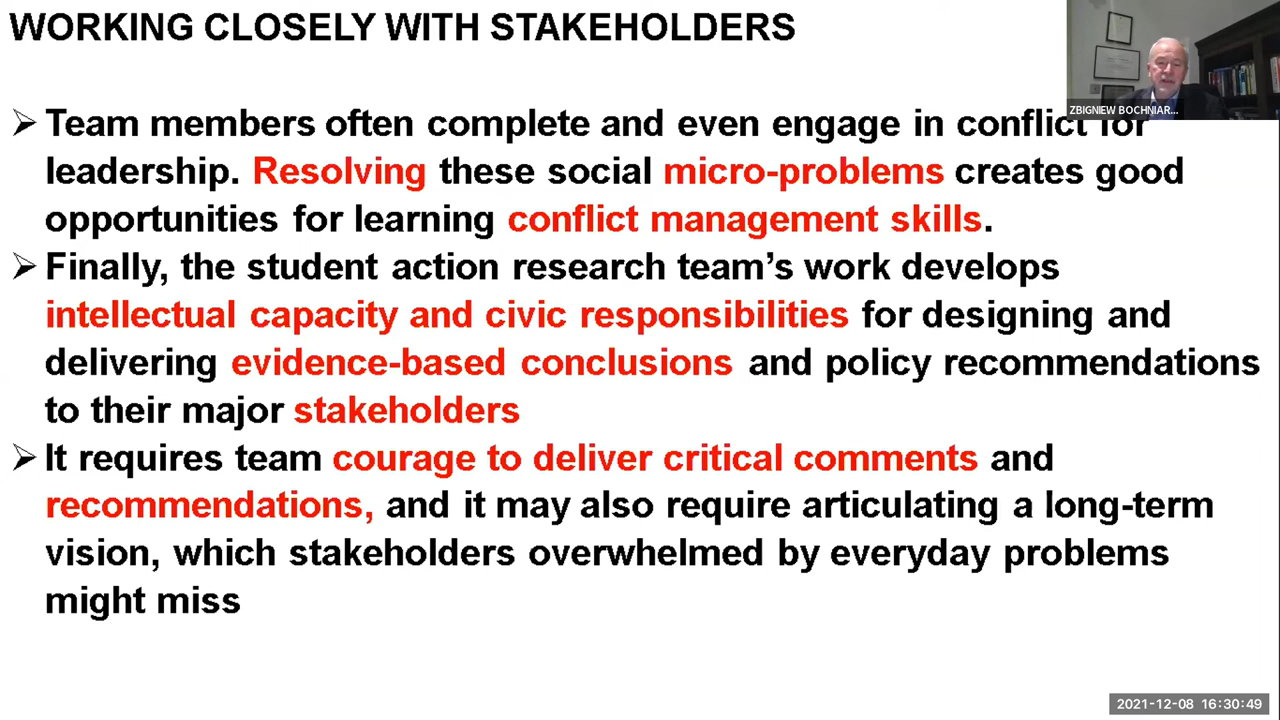 WORKING CLOSELY WITH STAKEHOLDERS
ZBIGNIEW BOCHNIAR...
➢ Team members often complete and even engage in conflict for
leadership. Resolving these social micro-problems creates good
opportunities for learning conflict management skills.
➢ Finally, the student action research team’s work develops
intellectual capacity and civic responsibilities for designing and
delivering evidence-based conclusions and policy recommendations
to their major stakeholders
➢ It requires team courage to deliver critical comments and
recommendations, and it may also require articulating a long-term
vision, which stakeholders overwhelmed by everyday problems
might miss
2021-12-08 16:30:49